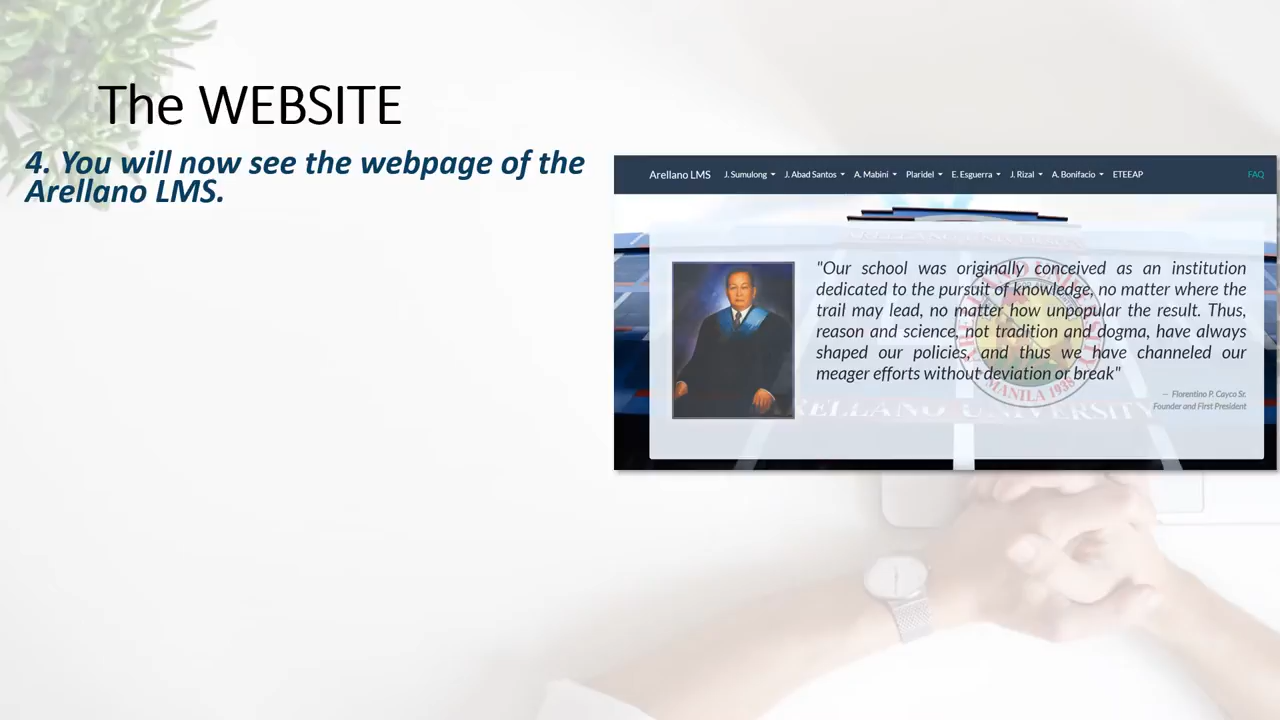 The WEBSITE
4. You will now see the webpage of the
Arellano LMS.
Arellano LMS J. Sumulong J. Abad Santos A. Mabini Plaridel E. Esguerra J. Rizal A. Bonifacio ETEEAP FAQ
"Our school was originally conceived as an institution
dedicated to the pursuit of knowledge, no matter where the
trail may lead, no matter how unpopular the result. Thus,
reason and science, not tradition and dogma, have always
shaped our policies, and thus we have channeled our
meager efforts without deviation or break"
— Florentino P. Cayco Sr.
Founder and First President
MANILA 1938
ARELLANO UNIVERSITY